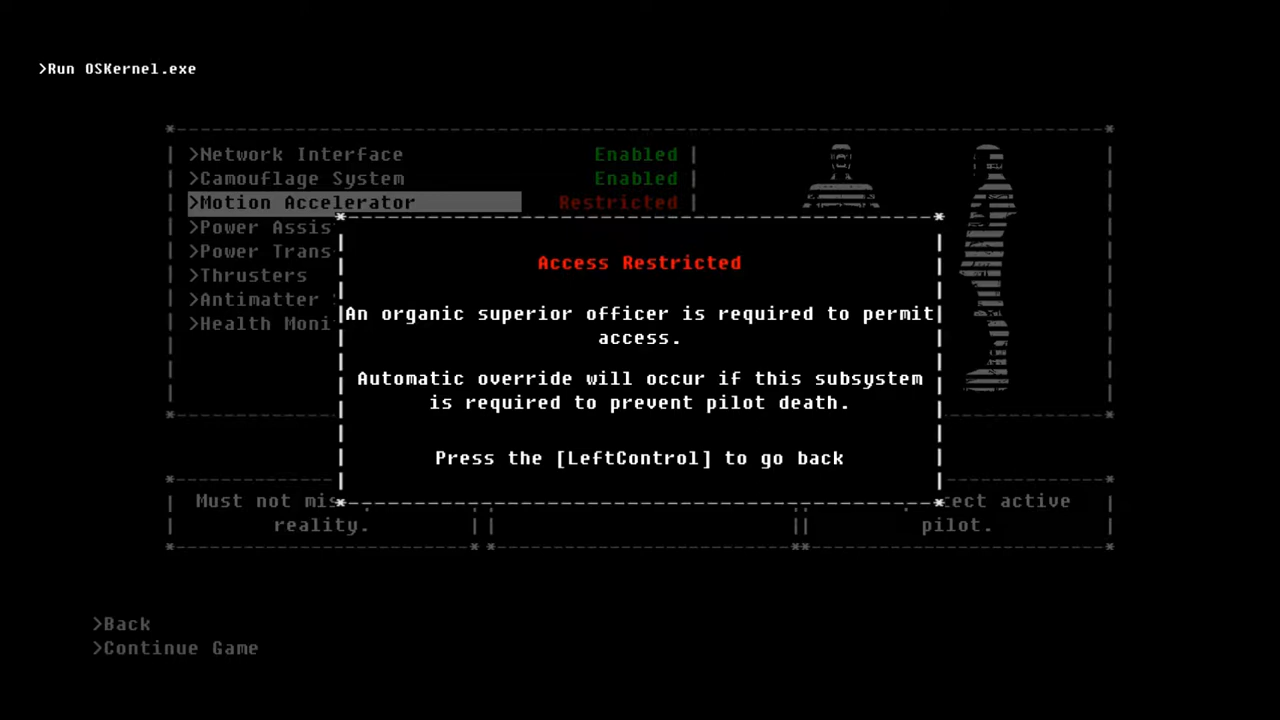 >Run OSKernel.exe
>Network Interface Enabled
>Camouflage System Enabled
>Motion Accelerator Restricted
>Power Assis
>Power Trans
>Thrusters
>Antimatter
>Health Moni
Access Restricted
An organic superior officer is required to permit
access.
Automatic override will occur if this subsystem
is required to prevent pilot death.
Press the [LeftControl] to go back
Must not mis
reality.
tect active
pilot.
>Back
>Continue Game